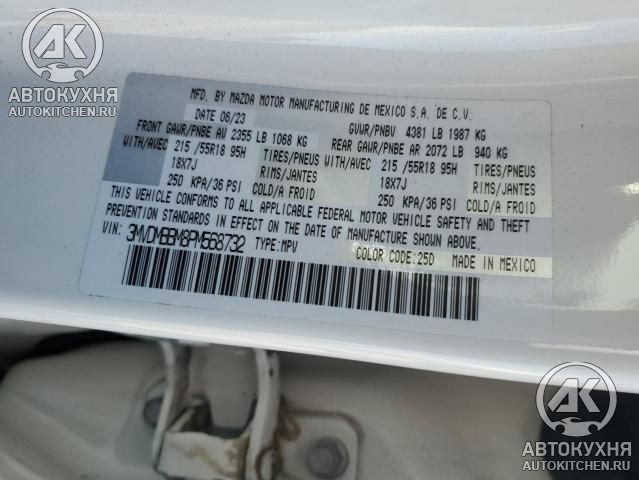 АК
АВТОКУХНЯ
AUTOKITCHEN.RU
MFD. BY MAZDA MOTOR MANUFACTURING DE MEXICO S.A. DE C.V.
DATE 06/23
GVWR/PNBV 4381 LB 1987 KG
FRONT GAWR/PNBE AV 2355 LB 1068 KG
REAR GAWR/PNBE AR 2072 LB 940 KG
WITH/AVEC 215 /55R18 95H TIRES/PNEUS
WITH/AVEC 215 /55R18 95H TIRES/PNEUS
18X7J RIMS/JANTES
18X7J RIMS/JANTES
250 KPA/36 PSI COLD/A FROID
250 KPA/36 PSI COLD/A FROID
THIS VEHICLE CONFORMS TO ALL APPLICABLE FEDERAL MOTOR VEHICLE SAFETY AND THEFT
PREVENTION STANDARDS IN EFFECT ON THE DATE OF MANUFACTURE SHOWN ABOVE.
VIN: 3MVDMBBM8PM568732 TYPE:MPV COLOR CODE:25D MADE IN MEXICO
АК
АВТОКУХНЯ
AUTOKITCHEN.RU